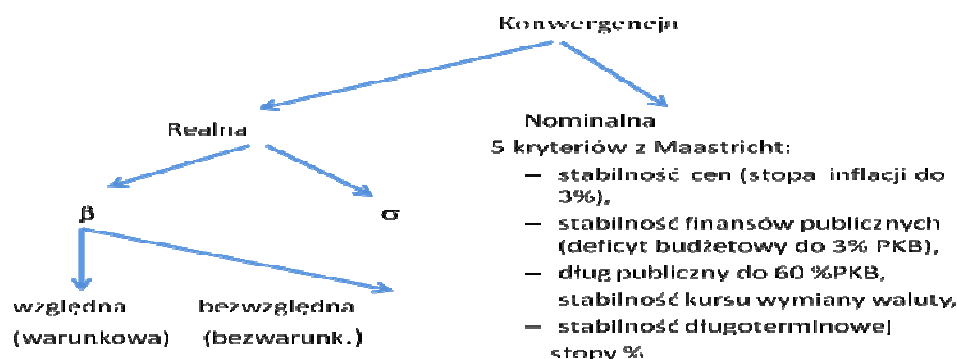 Konwergencja
Realna
Nominalna
5 kryteriów z Maastricht:
– stabilność cen (stopa inflacji do
3%),
– stabilność finansów publicznych
(deficyt budżetowy do 3% PKB),
– dług publiczny do 60 %PKB,
stabilność kursu wymiany waluty,
– stabilność długoterminowej
stopy %
β
σ
względna
(warunkowa)
bezwzględna
(bezwarunk.)